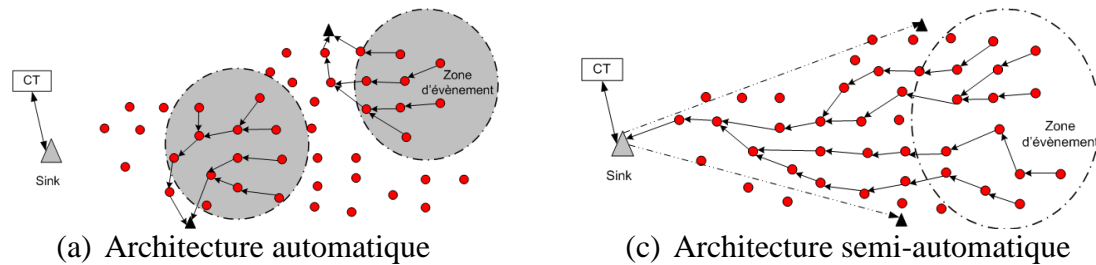 CT
Sink
Zone
d'évènement
(a) Architecture automatique
CT
Sink
Zone
d'évènement
(c) Architecture semi-automatique